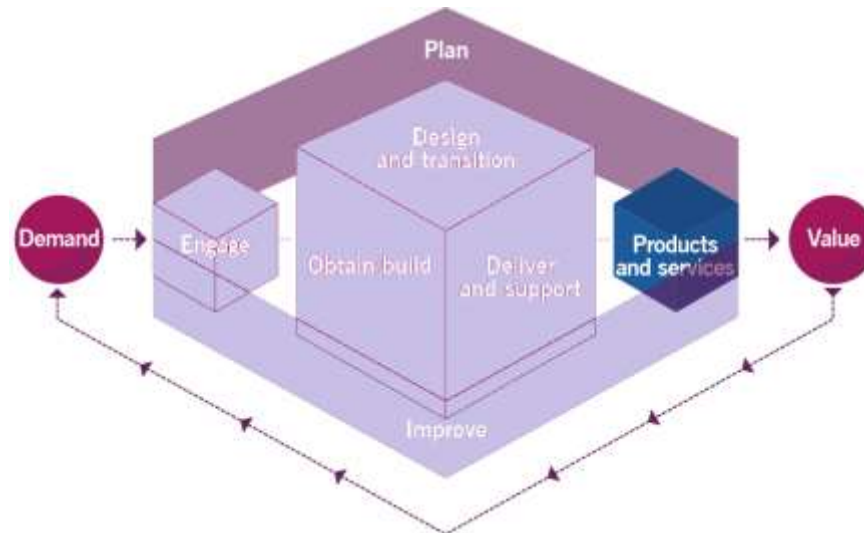 Plan
Design
and transition
Demand
Engage
Obtain build
Deliver
and support
Products
and services
Value
Improve